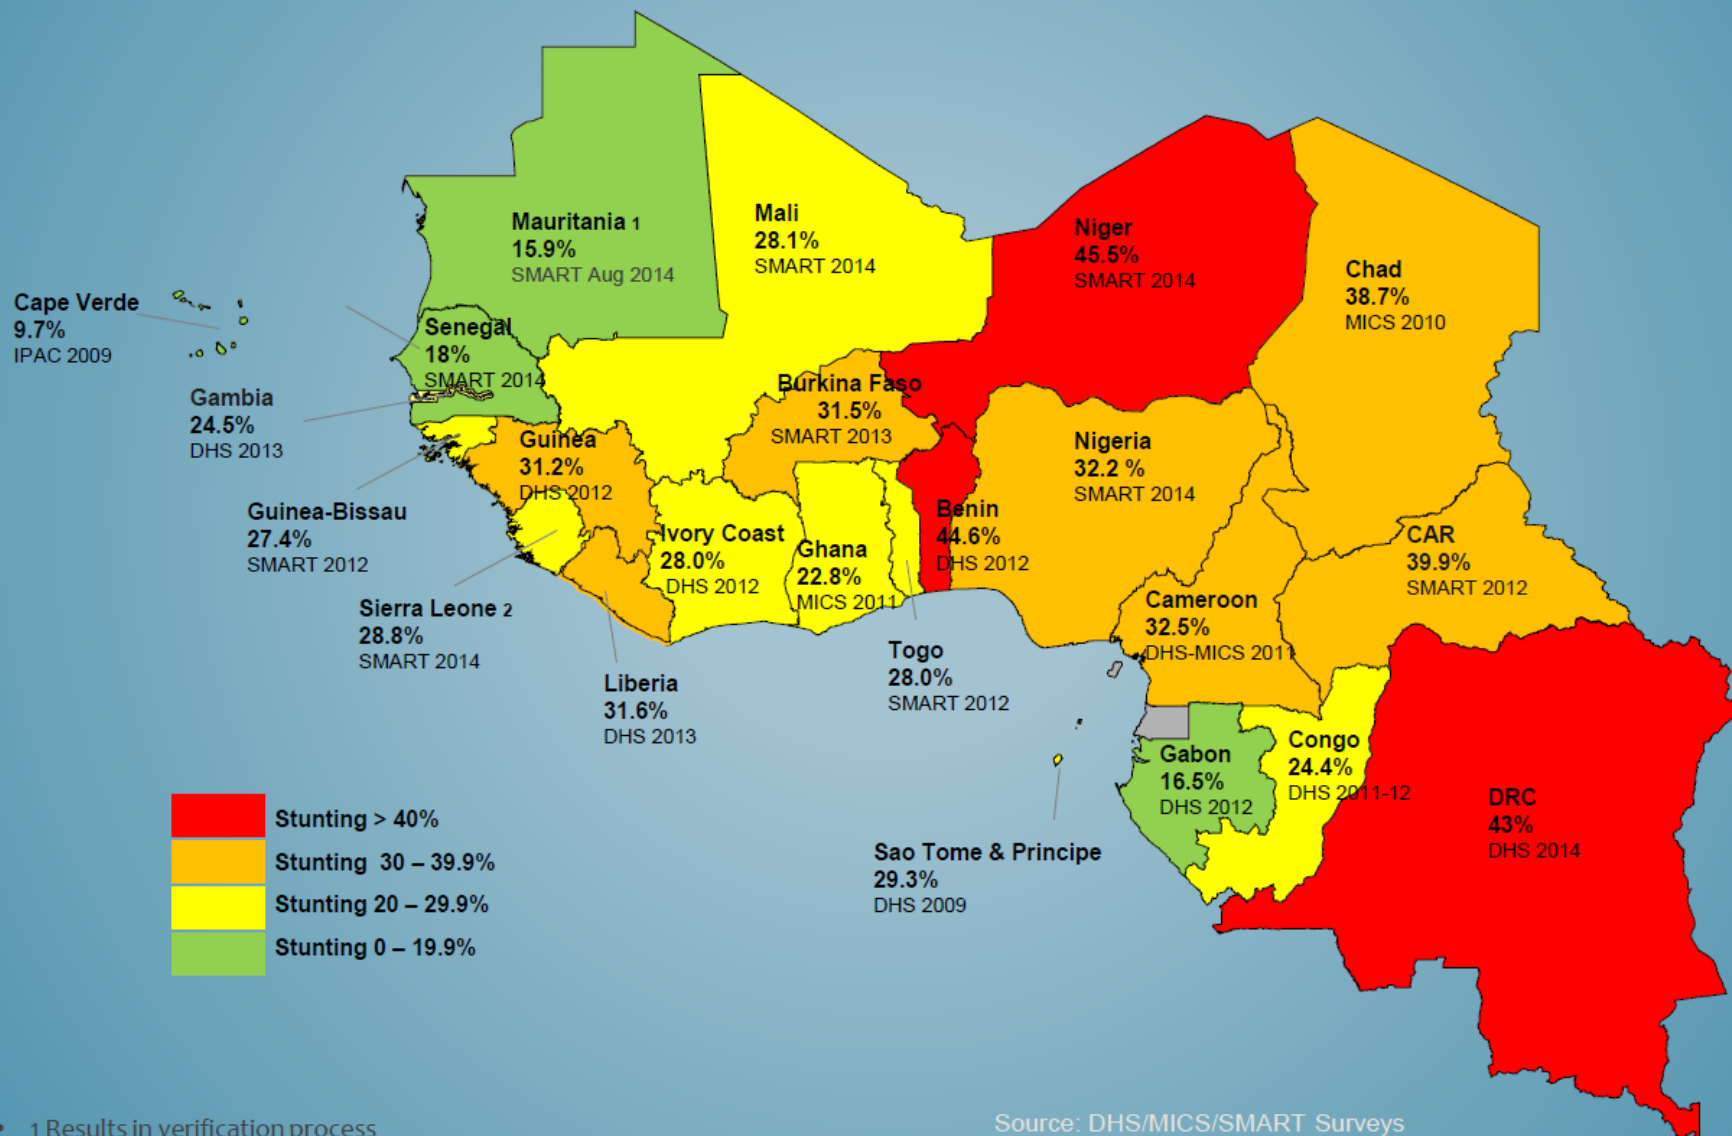 Mauritania 1
15.9%
SMART Aug 2014
Mali
28.1%
SMART 2014
Niger
45.5%
SMART 2014
Chad
38.7%
MICS 2010
Cape Verde
9.7%
IPAC 2009
Senegal
18%
SMART 2014
Gambia
24.5%
DHS 2013
Burkina Faso
31.5%
SMART 2013
Guinea
31.2%
DHS 2012
Nigeria
32.2 %
SMART 2014
Guinea-Bissau
27.4%
SMART 2012
Ivory Coast
28.0%
DHS 2012
Ghana
22.8%
MICS 2011
Benin
44.6%
DHS 2012
CAR
39.9%
SMART 2012
Sierra Leone 2
28.8%
SMART 2014
Cameroon
32.5%
DHS-MICS 2011
Togo
28.0%
SMART 2012
Liberia
31.6%
DHS 2013
Gabon
16.5%
DHS 2012
Congo
24.4%
DHS 2011-12
DRC
43%
DHS 2014
Sao Tome & Principe
29.3%
DHS 2009
Stunting > 40%
Stunting 30 – 39.9%
Stunting 20 – 29.9%
Stunting 0 – 19.9%
• 1 Results in verification process
Source: DHS/MICS/SMART Surveys